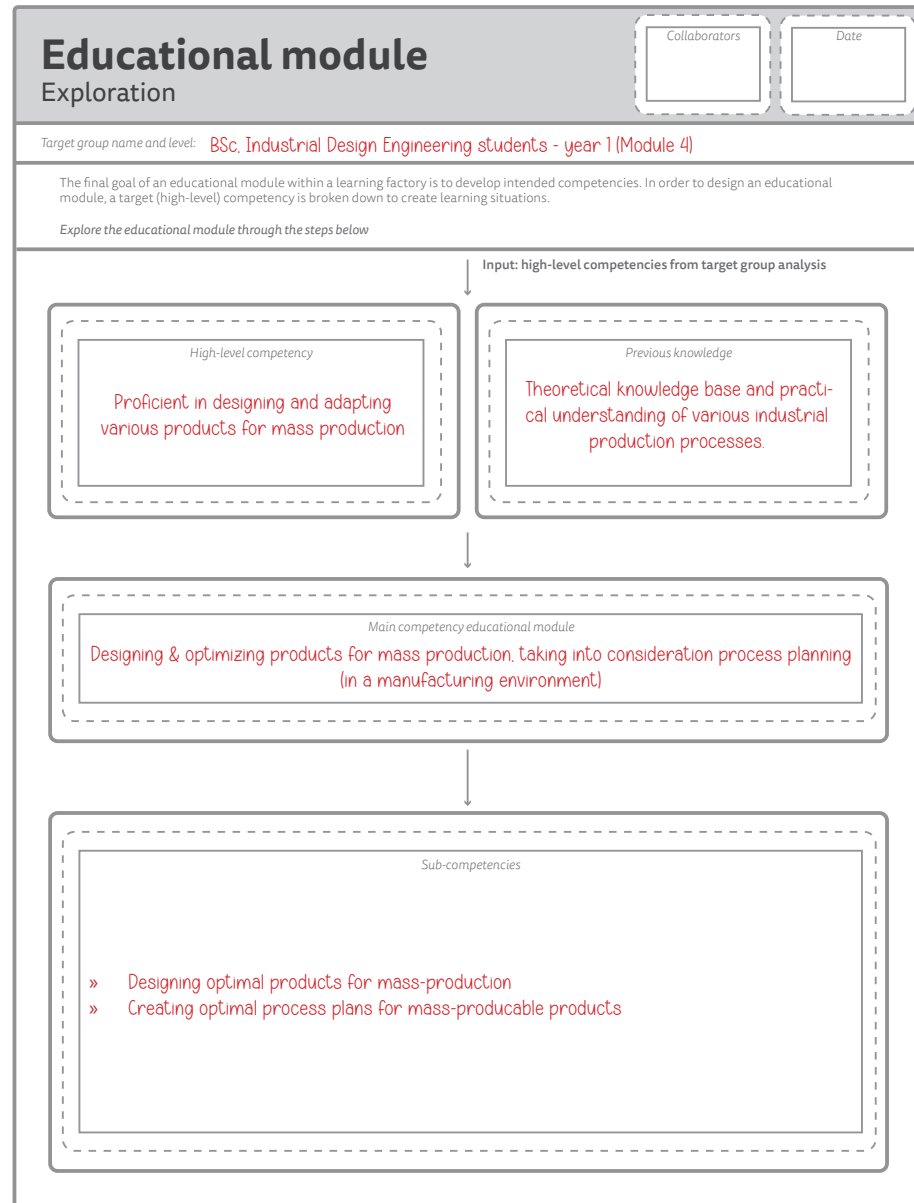 Educational module
Exploration
Collaborators
Date
Target group name and level: BSc, Industrial Design Engineering students - year 1 (Module 4)
The final goal of an educational module within a learning factory is to develop intended competencies. In order to design an educational
module, a target (high-level) competency is broken down to create learning situations.
Explore the educational module through the steps below
Input: high-level competencies from target group analysis
High-level competency
Proficient in designing and adapting
various products for mass production
Previous knowledge
Theoretical knowledge base and practi-
cal understanding of various industrial
production processes.
Main competency educational module
Designing & optimizing products for mass production, taking into consideration process planning
(in a manufacturing environment)
Sub-competencies
» Designing optimal products for mass-production
» Creating optimal process plans for mass-producable products